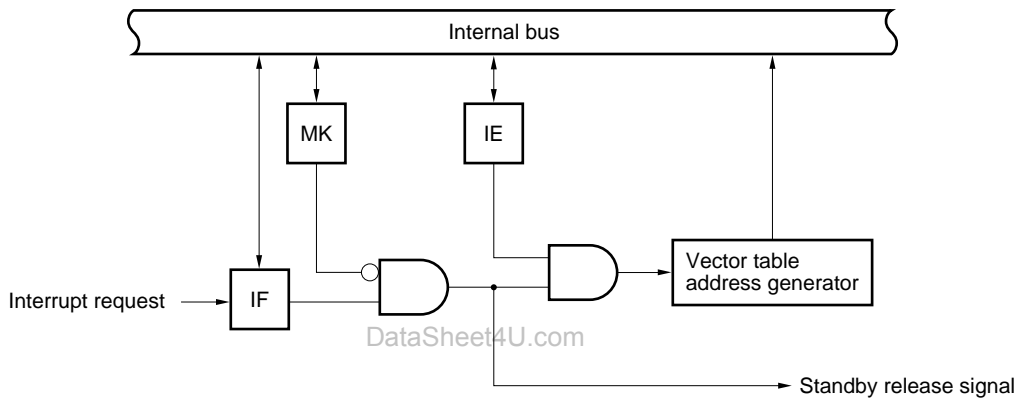 Internal bus
MK
IE
Vector table
address generator
Interrupt request
IF
DataSheet4U.com
Standby release signal